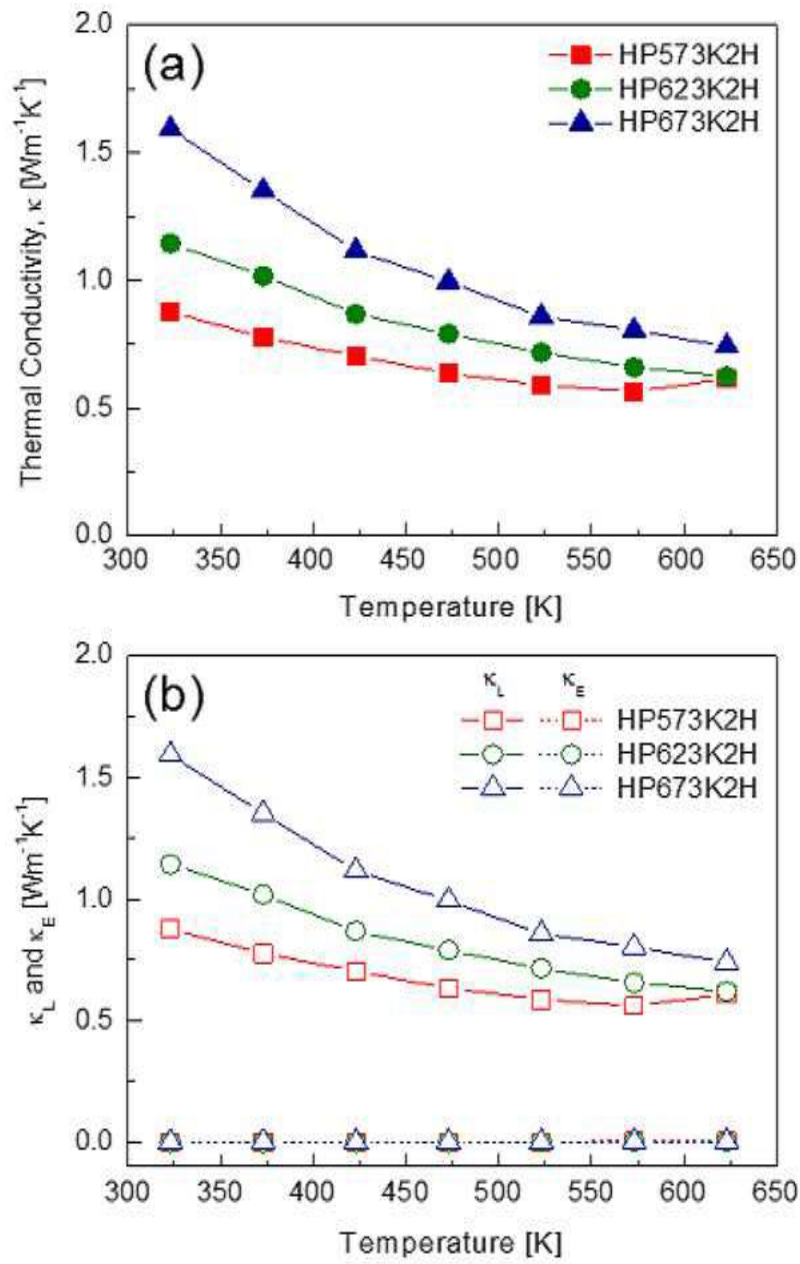 (a)
HP573K2H
HP623K2H
HP673K2H
Thermal Conductivity, κ [Wm⁻¹K⁻¹]
2.0
1.5
1.0
0.5
0.0
300 350 400 450 500 550 600 650
Temperature [K]
(b)
κL κE
HP573K2H
HP623K2H
HP673K2H
κL and κE [Wm⁻¹K⁻¹]
2.0
1.5
1.0
0.5
0.0
300 350 400 450 500 550 600 650
Temperature [K]